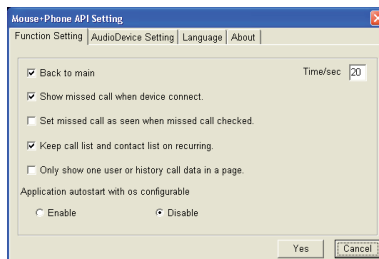 Mouse+Phone API Setting
Function Setting AudioDevice Setting Language About
Back to main Time/sec 20
Show missed call when device connect.
Set missed call as seen when missed call checked.
Keep call list and contact list on recurring.
Only show one user or history call data in a page.
Application autostart with os configurable
Enable Disable
Yes Cancel